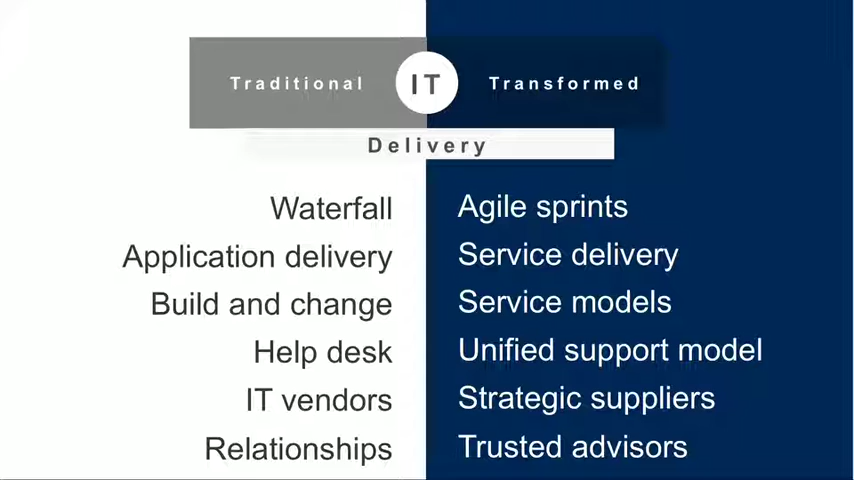 Traditional IT Transformed
Delivery
Waterfall Agile sprints
Application delivery Service delivery
Build and change Service models
Help desk Unified support model
IT vendors Strategic suppliers
Relationships Trusted advisors